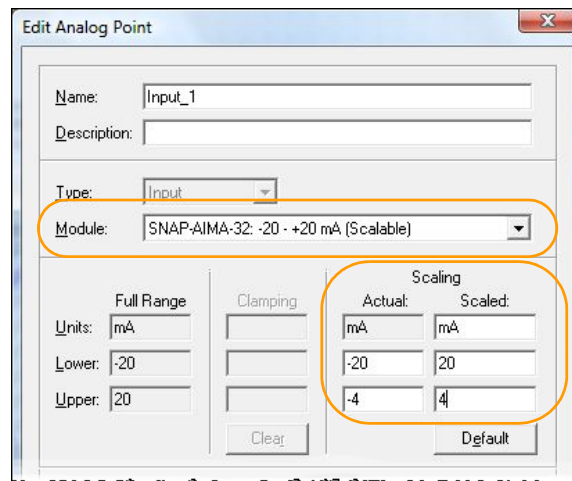 Edit Analog Point
Name: Input_1
Description:
Type: Input
Module: SNAP-AIMA-32: -20 - +20 mA (Scalable)
Scaling
Full Range Clamping Actual: Scaled:
Units: mA mA mA
Lower: -20 -20 20
Upper: 20 -4 4
Clear Default